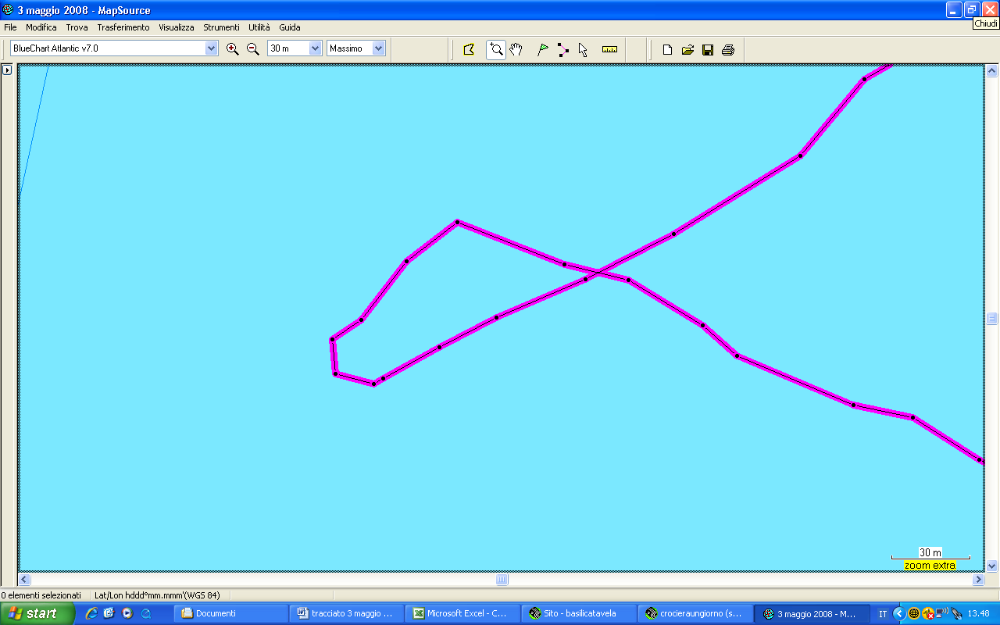 3 maggio 2008 - MapSource
Chiudi
File Modifica Trova Trasferimento Visualizza Strumenti Utilità Guida
BlueChart Atlantic v7.0 30 m Massimo
30 m
zoom extra
0 elementi selezionati Lat/Lon hddd°mm.mmm'(WGS 84)
start Documenti tracciato 3 maggio ... Microsoft Excel - C... Sito - basilicatavela crocieraungiorno (s... 3 maggio 2008 - M... IT 13.48